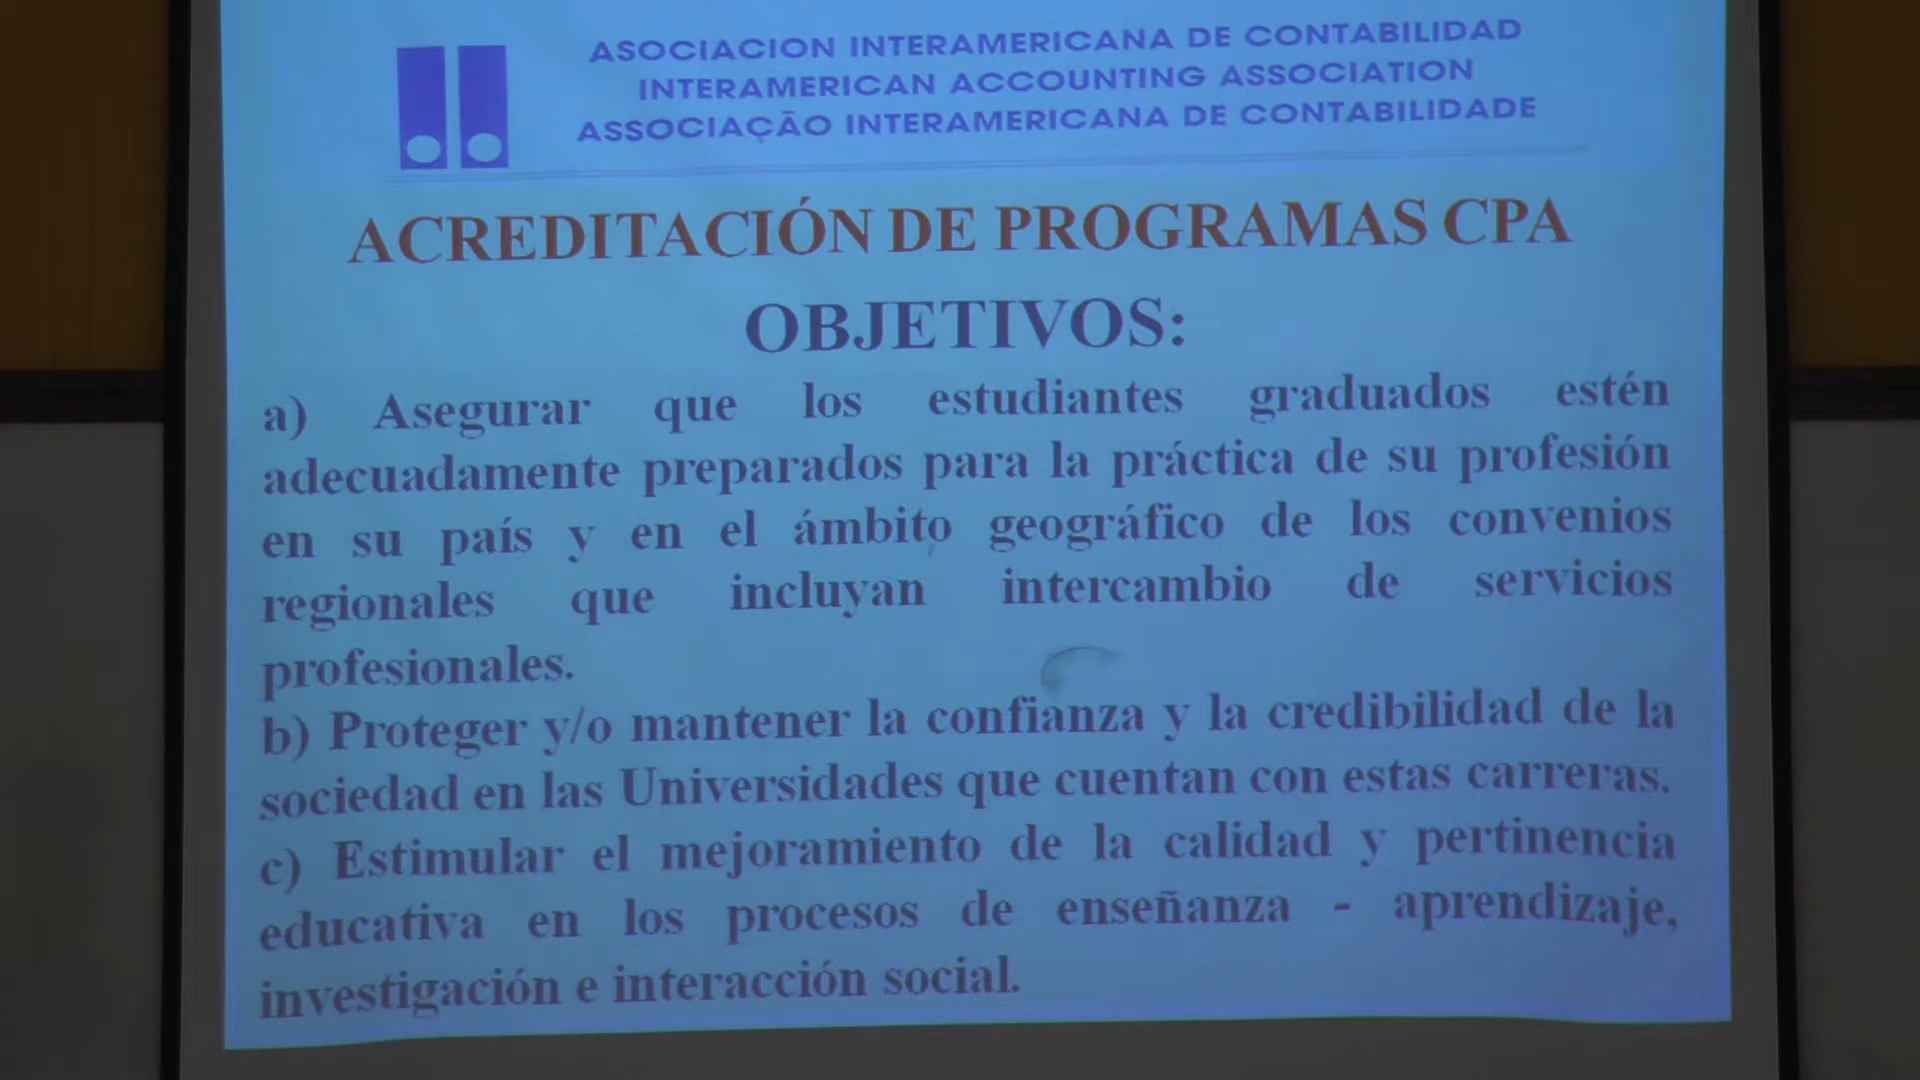 ASOCIACION INTERAMERICANA DE CONTABILIDAD
INTERAMERICAN ACCOUNTING ASSOCIATION
ASSOCIAÇÃO INTERAMERICANA DE CONTABILIDADE
ACREDITACIÓN DE PROGRAMAS CPA
OBJETIVOS:
a) Asegurar que los estudiantes graduados estén
adecuadamente preparados para la práctica de su profesión
en su país y en el ámbito geográfico de los convenios
regionales que incluyan intercambio de servicios
profesionales.
b) Proteger y/o mantener la confianza y la credibilidad de la
sociedad en las Universidades que cuentan con estas carreras.
c) Estimular el mejoramiento de la calidad y pertinencia
educativa en los procesos de enseñanza - aprendizaje,
investigación e interacción social.